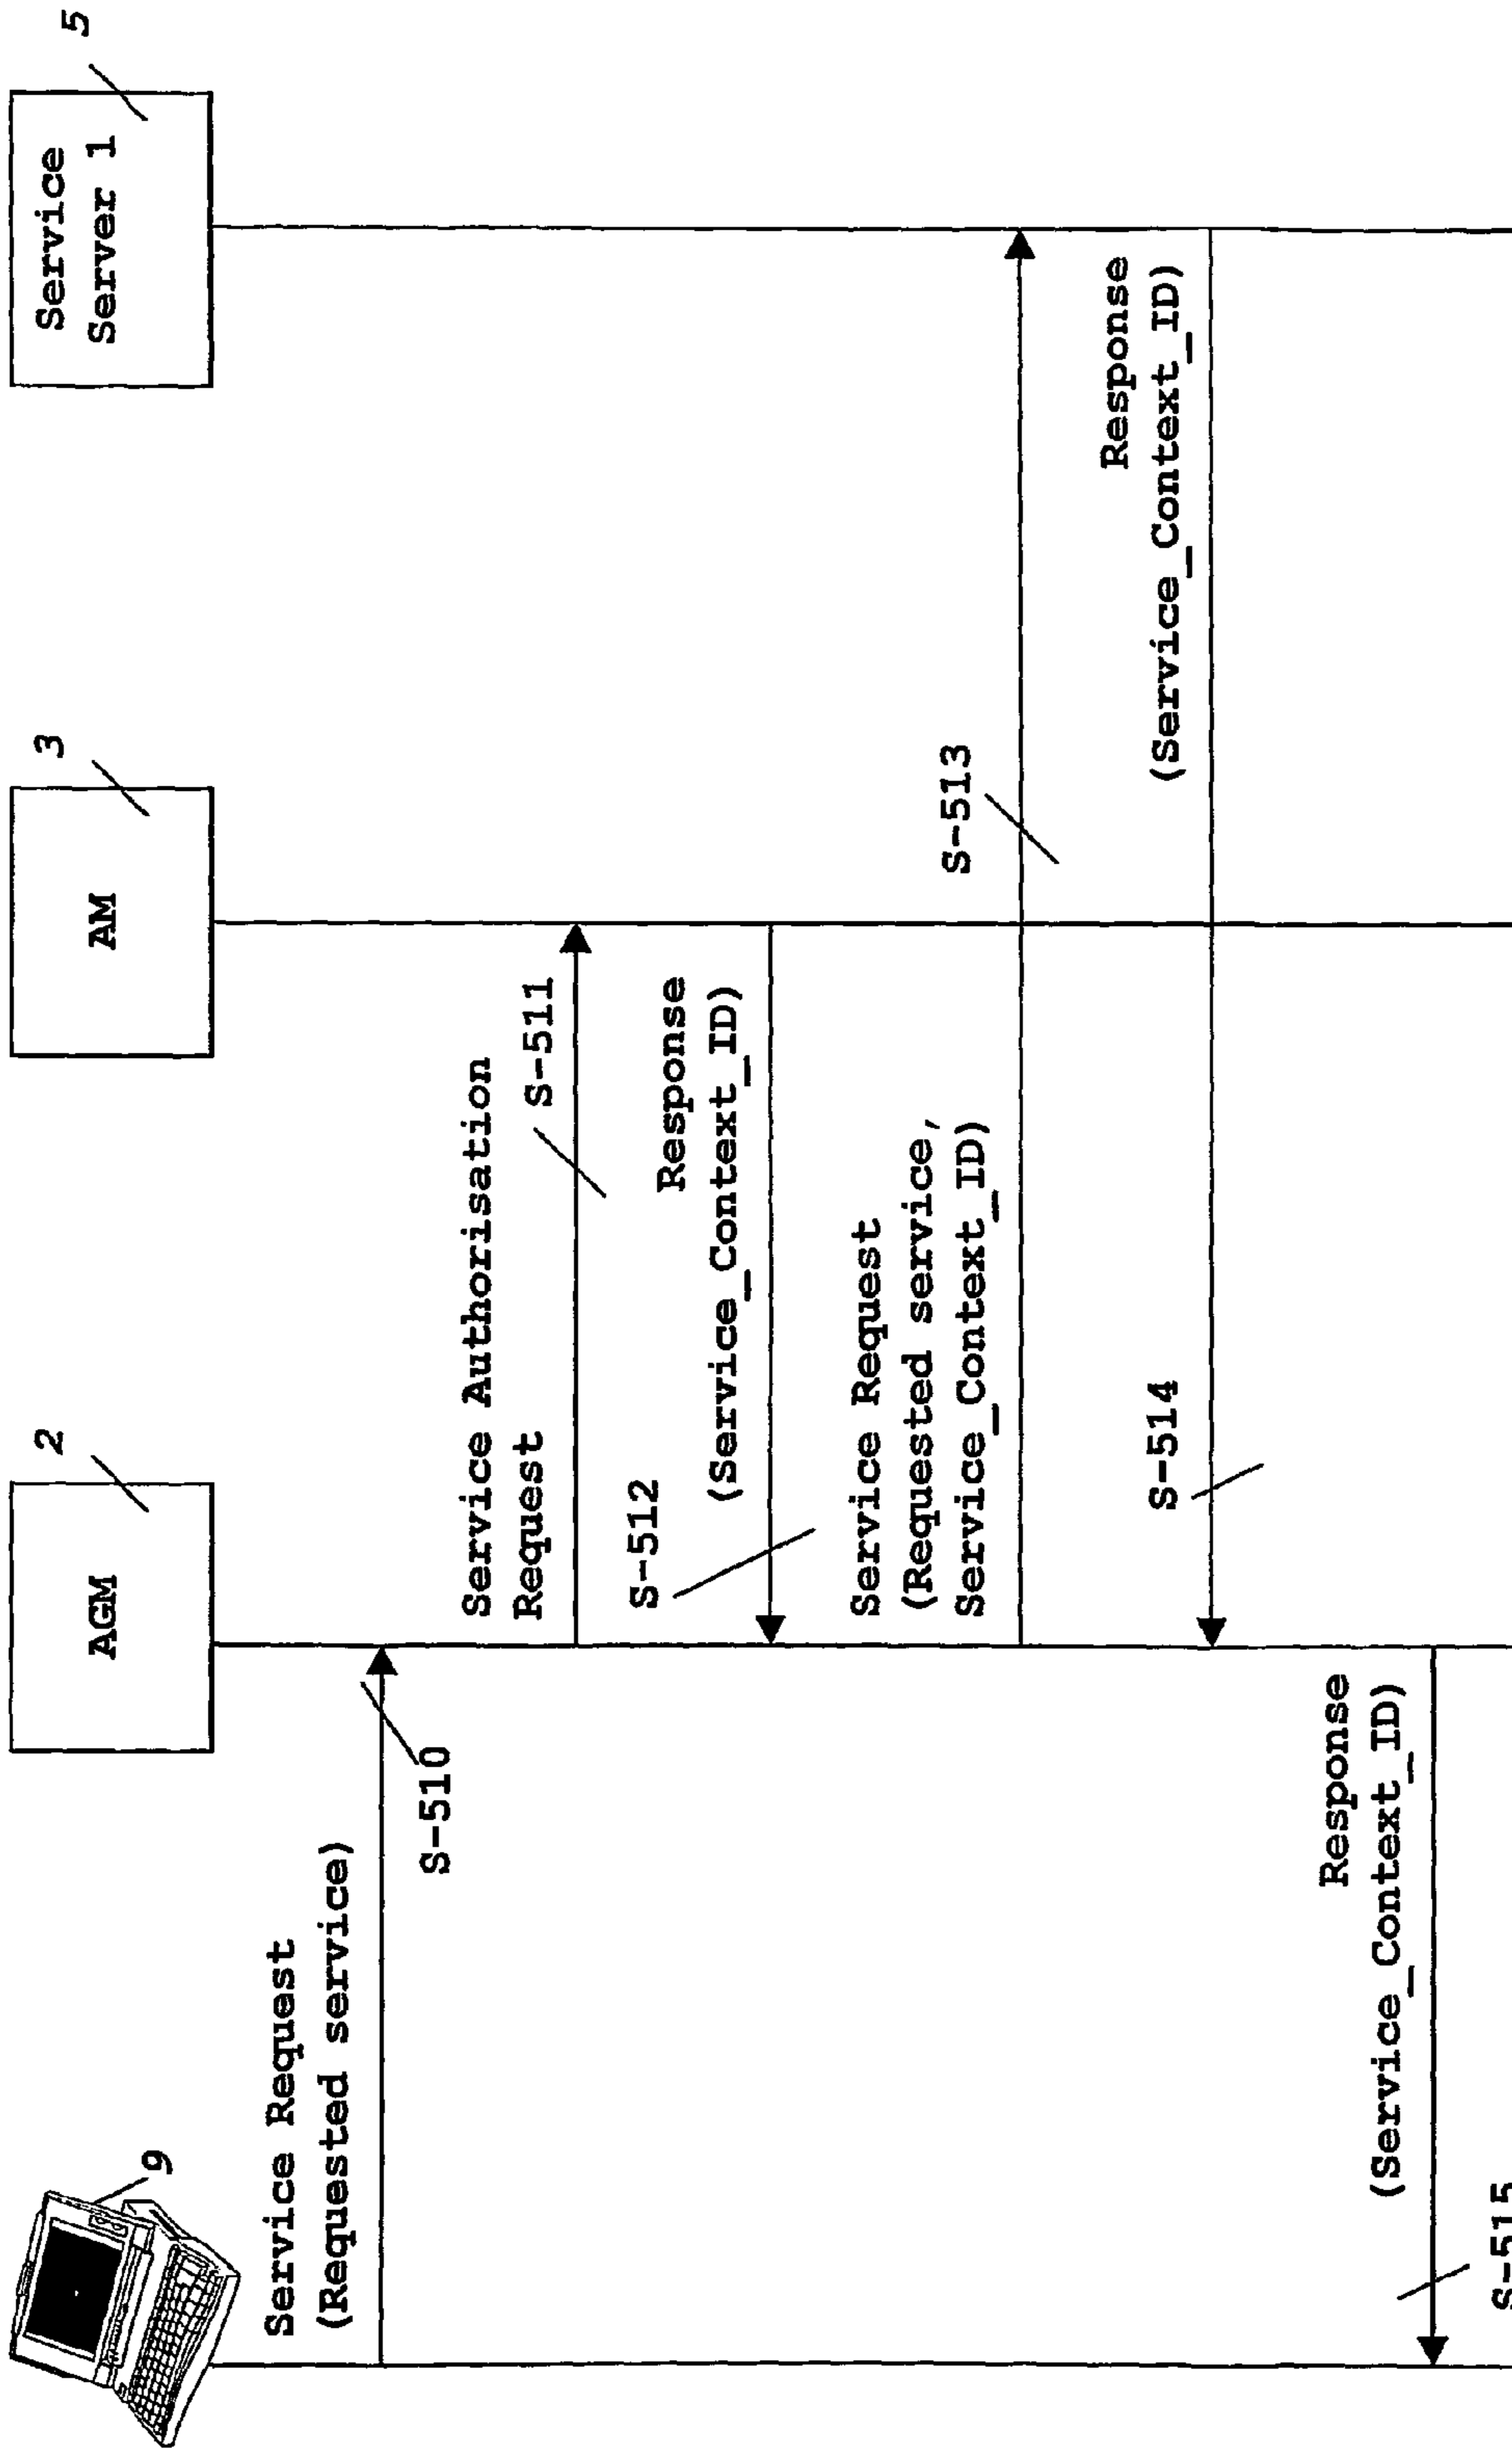 9
AGM
2
AM
3
Service
Server 1
5
Service Request
(Requested service)
S-510
Service Authorisation
Request
S-511
Response
(Service_Context_ID)
S-512
Service Request
(Requested service,
Service_Context_ID)
S-513
Response
(Service_Context_ID)
S-514
Response
(Service_Context_ID)
S-515